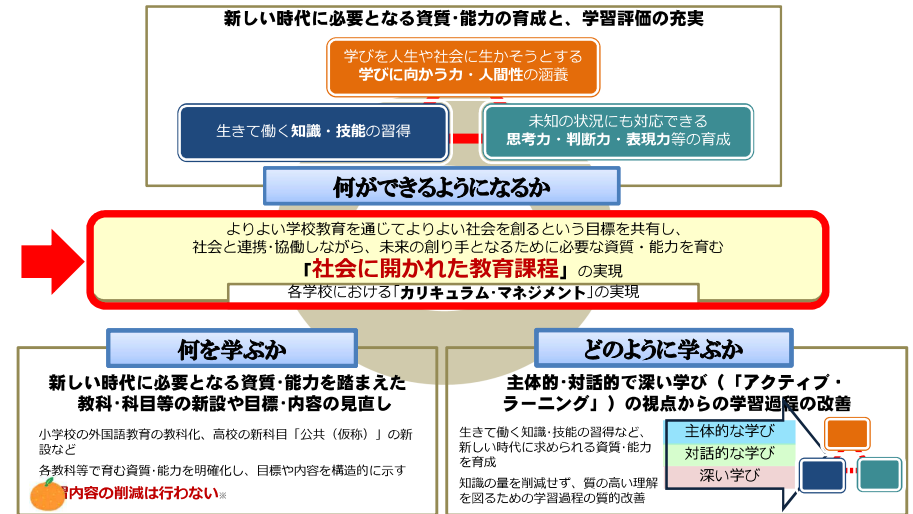 新しい時代に必要となる資質･能力の育成と、学習評価の充実
学びを人生や社会に生かそうとする
学びに向かう力・人間性の涵養
生きて働く知識・技能の習得
未知の状況にも対応できる
思考力・判断力・表現力等の育成
何ができるようになるか
よりよい学校教育を通じてよりよい社会を創るという目標を共有し、
社会と連携･協働しながら、未来の創り手となるために必要な資質・能力を育む
「社会に開かれた教育課程」の実現
各学校における「カリキュラム･マネジメント」の実現
何を学ぶか
新しい時代に必要となる資質･能力を踏まえた
教科･科目等の新設や目標･内容の見直し
小学校の外国語教育の教科化、高校の新科目「公共（仮称）」の新
設など
各教科等で育む資質･能力を明確化し、目標や内容を構造的に示す
習内容の削減は行わない※
どのように学ぶか
主体的･対話的で深い学び（「アクティブ・
ラーニング」）の視点からの学習過程の改善
生きて働く知識･技能の習得など、
新しい時代に求められる資質･能力
を育成
知識の量を削減せず、質の高い理解
を図るための学習過程の質的改善
主体的な学び
対話的な学び
深い学び